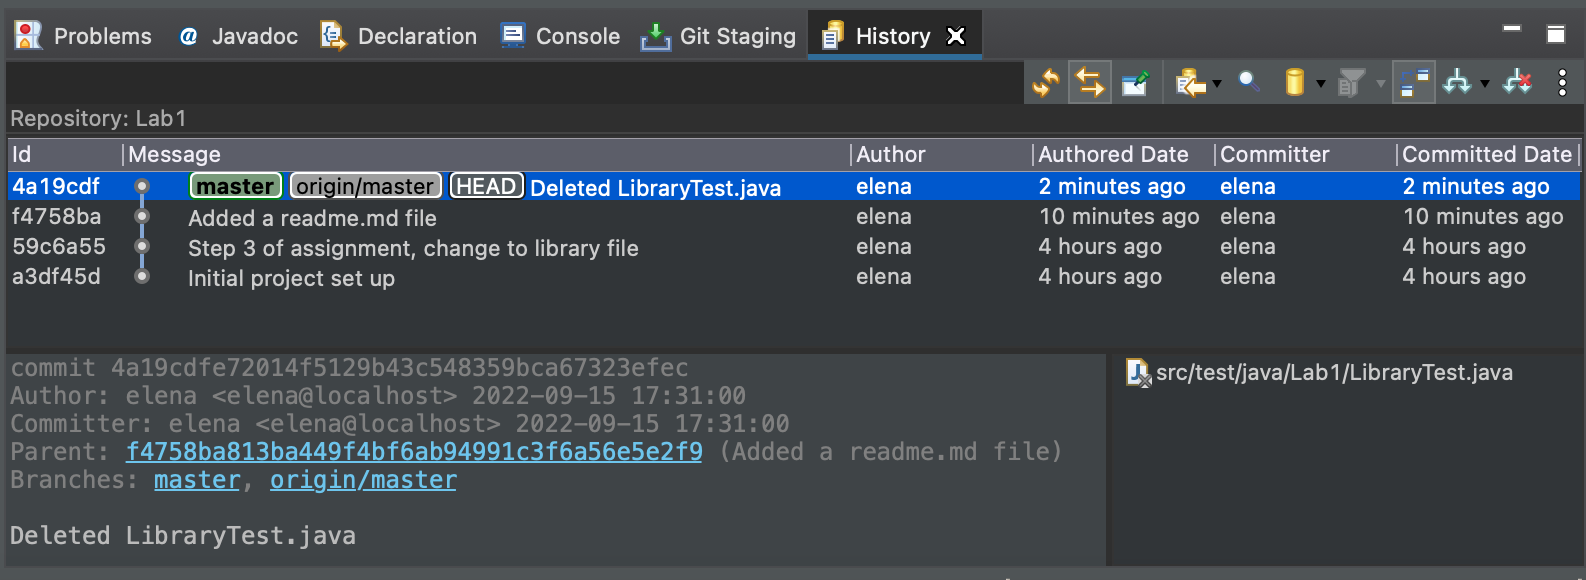 Problems @ Javadoc Declaration Console Git Staging History
Repository: Lab1
Id Message Author Authored Date Committer Committed Date
4a19cdf master origin/master HEAD Deleted LibraryTest.java elena 2 minutes ago elena 2 minutes ago
f4758ba Added a readme.md file elena 10 minutes ago elena 10 minutes ago
59c6a55 Step 3 of assignment, change to library file elena 4 hours ago elena 4 hours ago
a3df45d Initial project set up elena 4 hours ago elena 4 hours ago
commit 4a19cdfe72014f5129b43c548359bca67323efec
Author: elena <elena@localhost> 2022-09-15 17:31:00
Committer: elena <elena@localhost> 2022-09-15 17:31:00
Parent: f4758ba813ba449f4bf6ab94991c3f6a56e5e2f9 (Added a readme.md file)
Branches: master, origin/master
Deleted LibraryTest.java
src/test/java/Lab1/LibraryTest.java